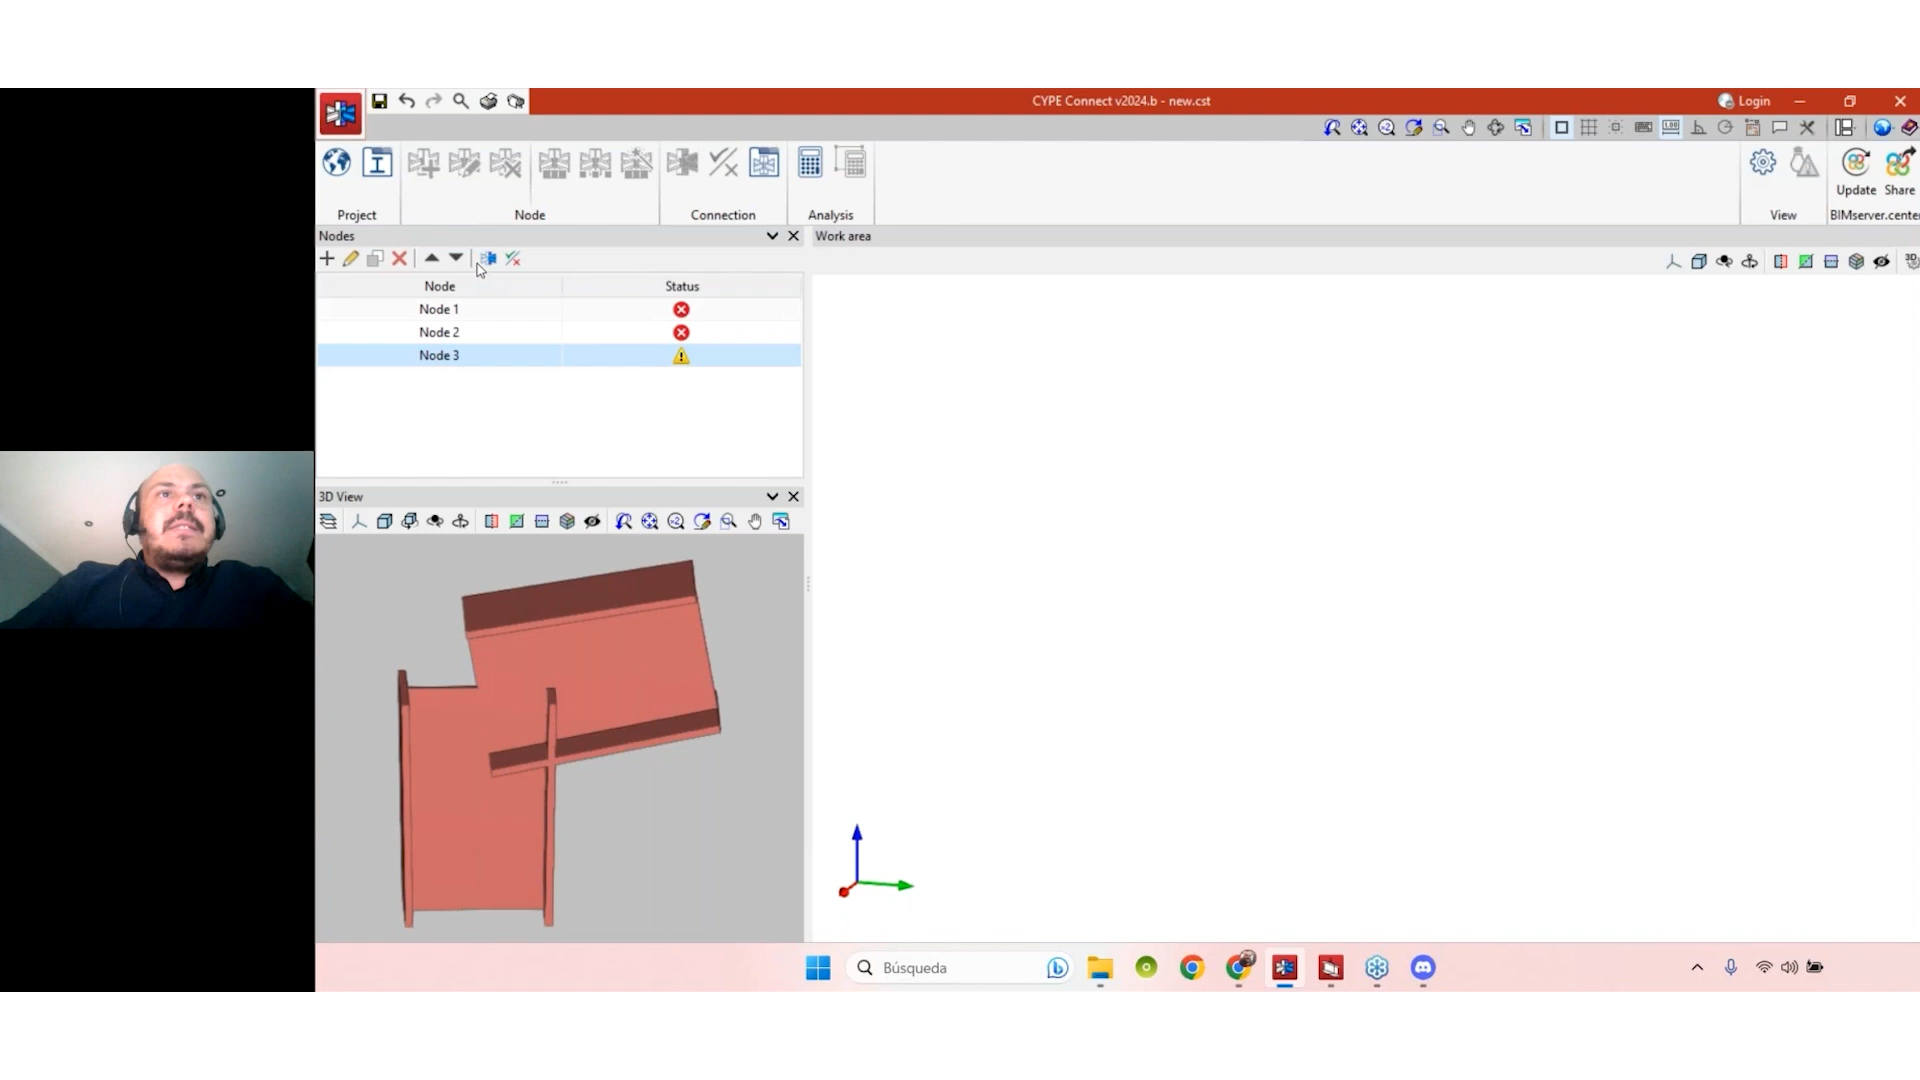 CYPE Connect v2024.b - new.cst
Login
Update
Share
Project
Node
Connection
Analysis
View
BIMserver.cente
Nodes
Work area
Node
Status
Node 1
Node 2
Node 3
3D View
Búsqueda